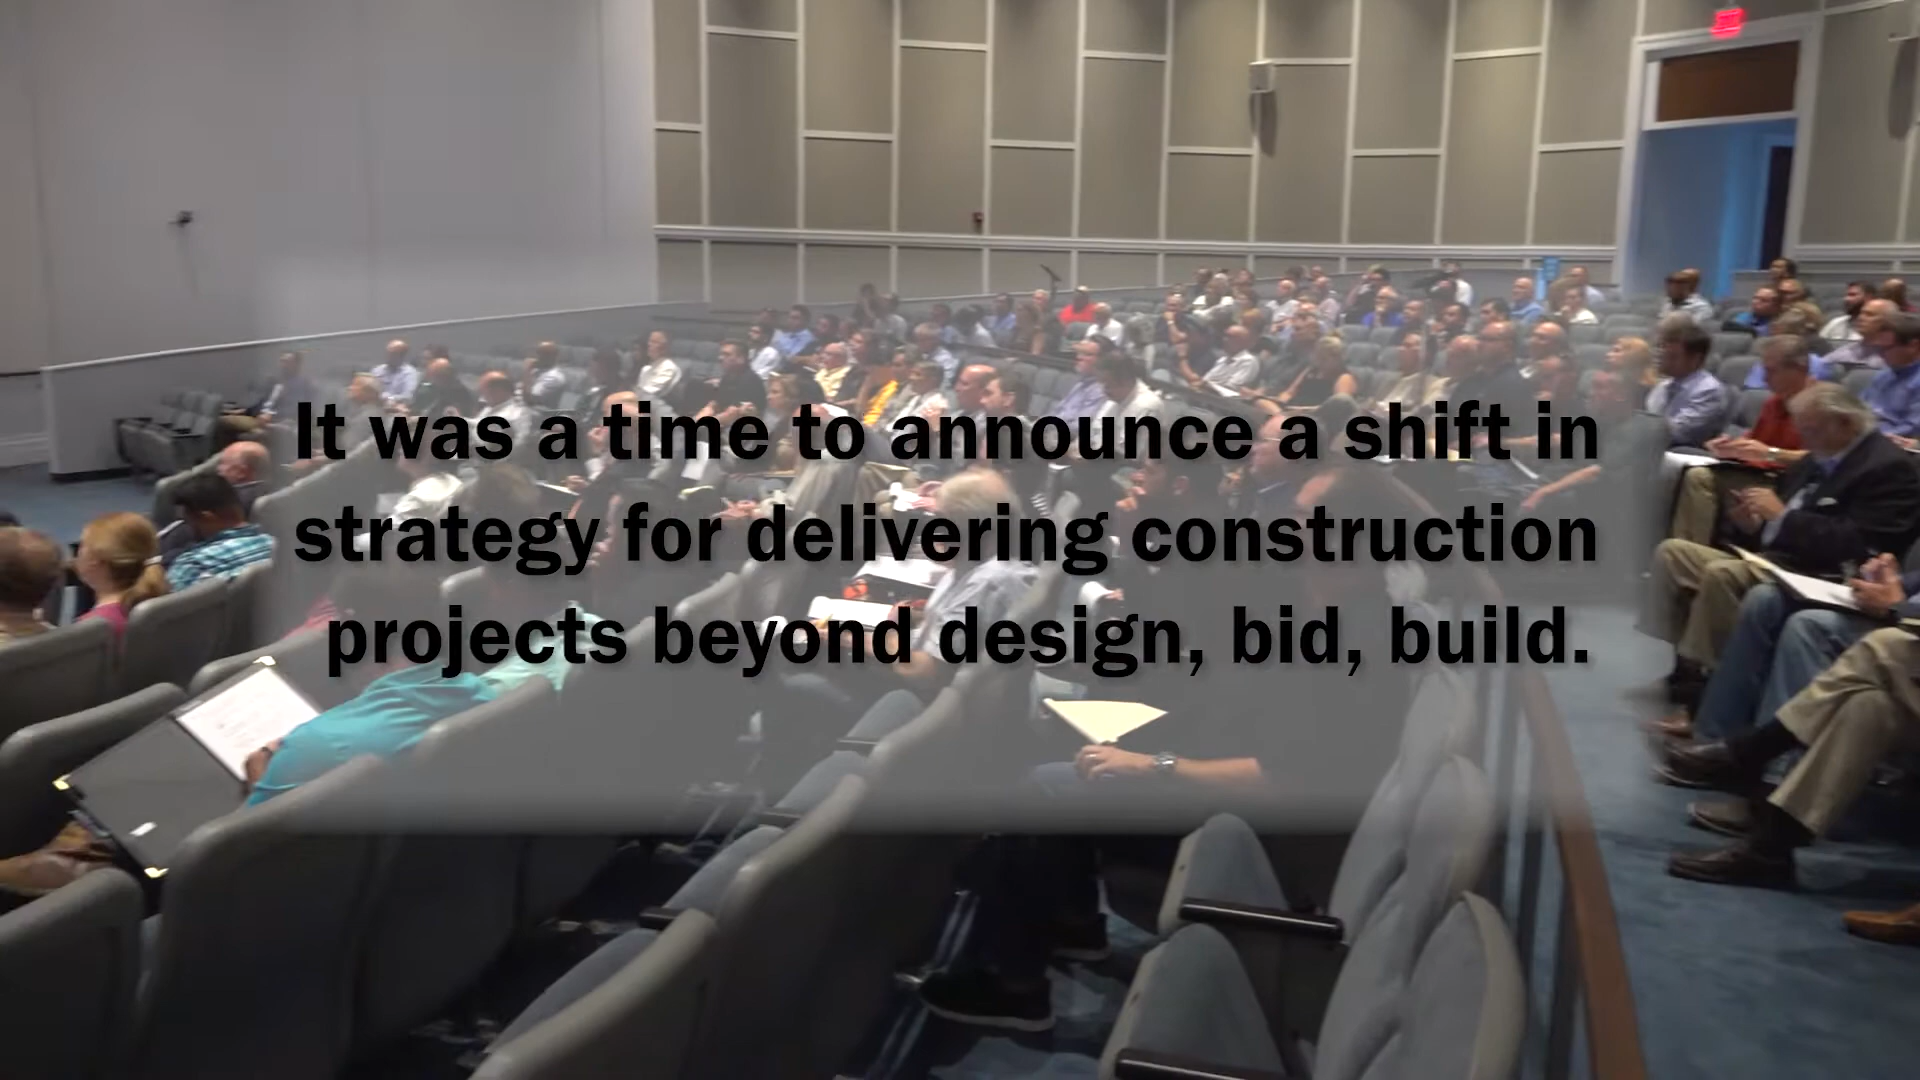 It was a time to announce a shift in
strategy for delivering construction
projects beyond design, bid, build.